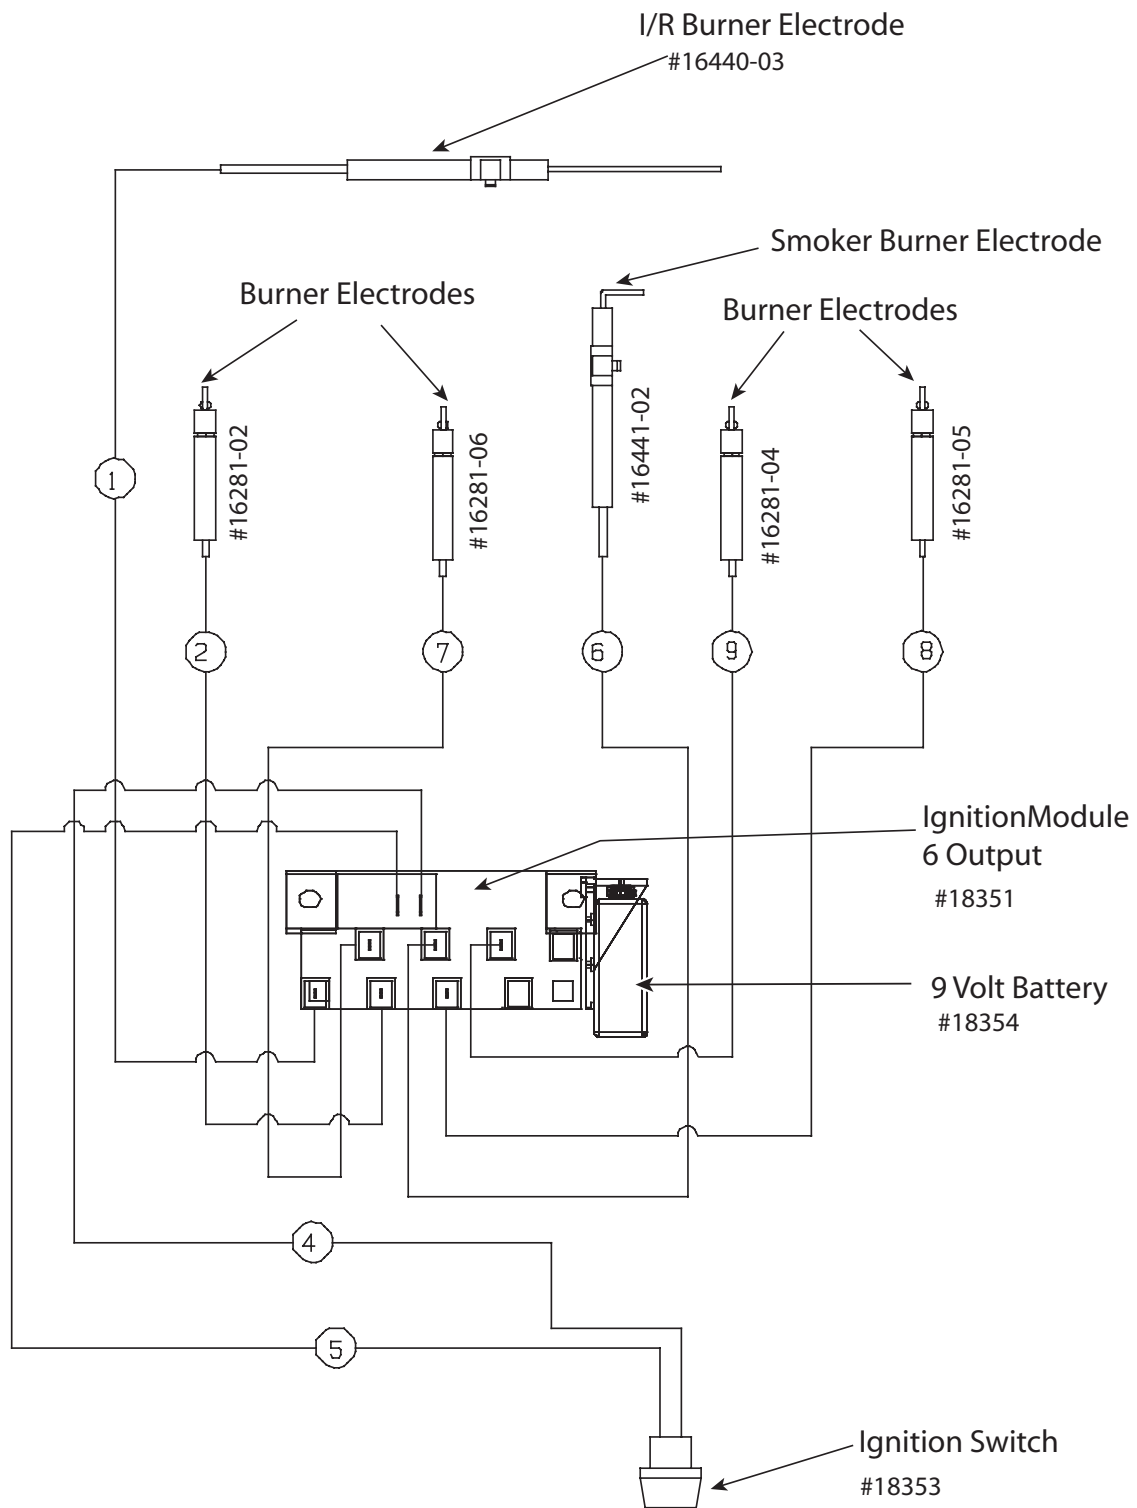 I/R Burner Electrode
#16440-03
Smoker Burner Electrode
Burner Electrodes
Burner Electrodes
#16281-02
#16281-06
#16441-02
#16281-04
#16281-05
1
2
7
6
9
8
IgnitionModule
6 Output
#18351
9 Volt Battery
#18354
4
5
Ignition Switch
#18353